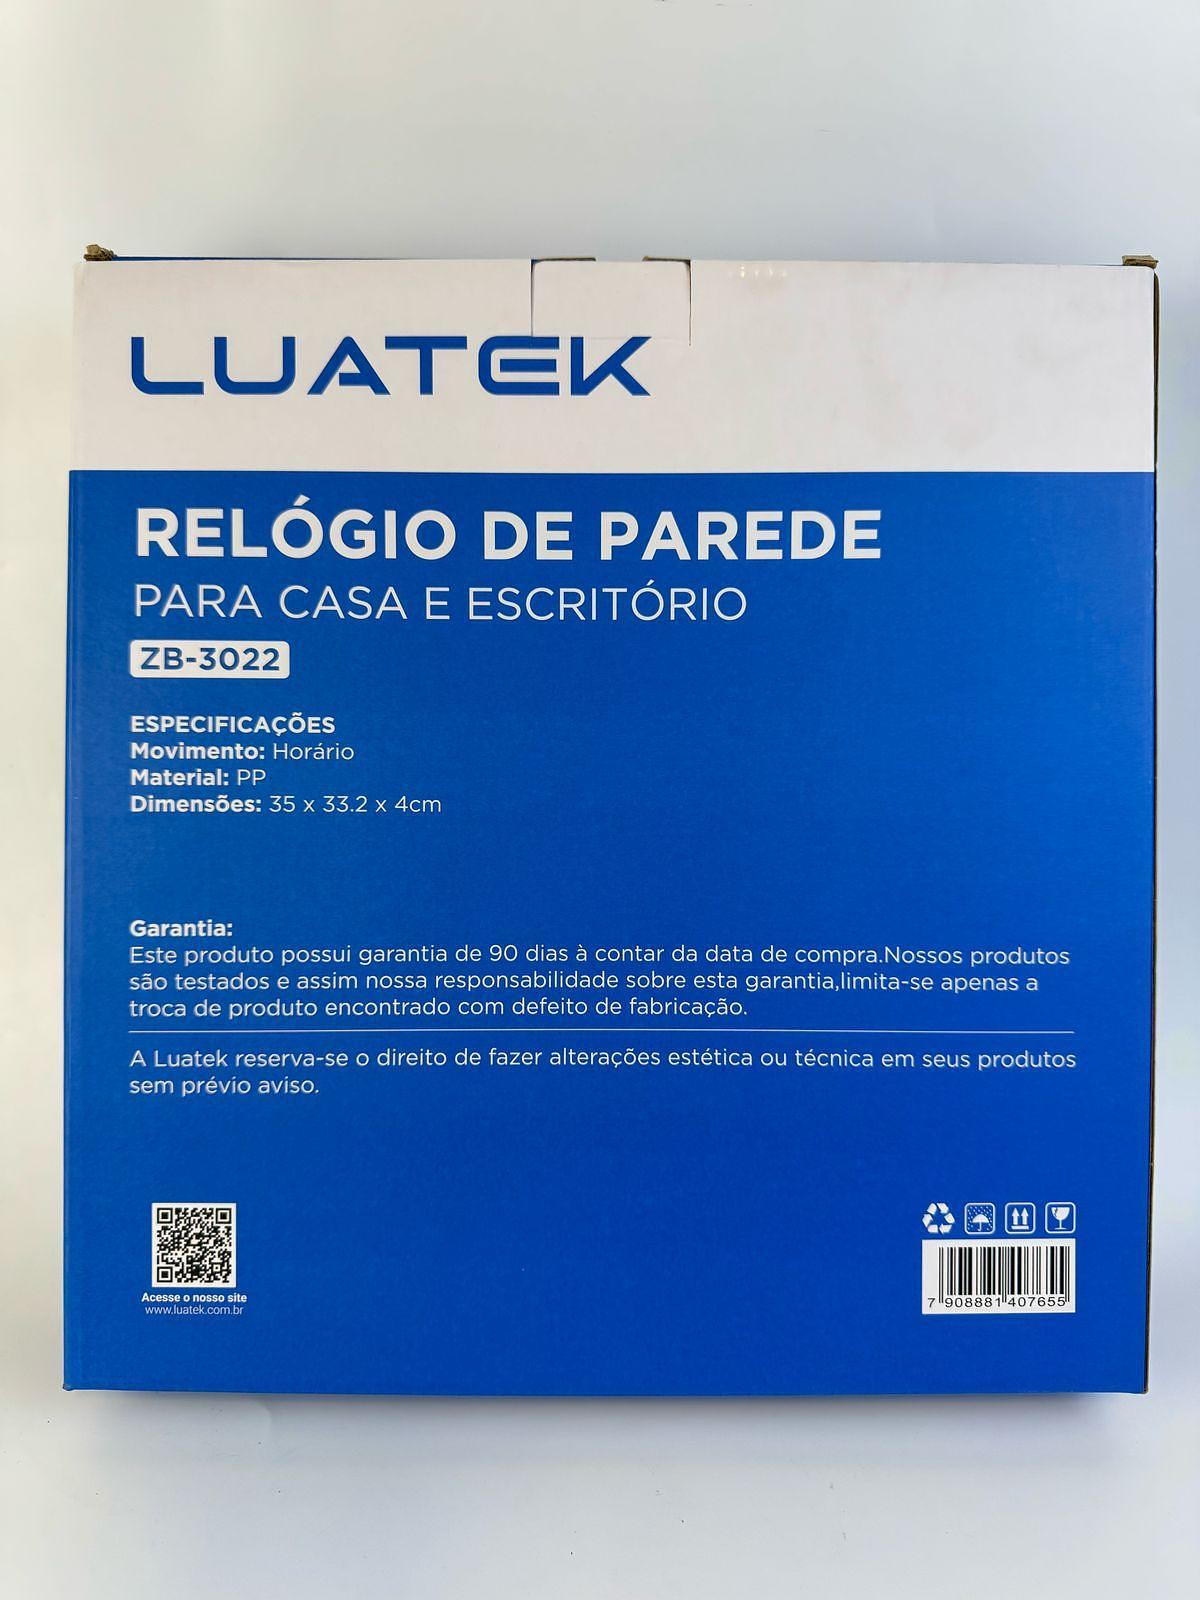 LUATEK
RELÓGIO DE PAREDE
PARA CASA E ESCRITÓRIO
ZB-3022
ESPECIFICAÇÕES
Movimento: Horário
Material: PP
Dimensões: 35 x 33.2 x 4cm
Garantia:
Este produto possui garantia de 90 dias à contar da data de compra.Nossos produtos
são testados e assim nossa responsabilidade sobre esta garantia,limita-se apenas a
troca de produto encontrado com defeito de fabricação.
A Luatek reserva-se o direito de fazer alterações estética ou técnica em seus produtos
sem prévio aviso.
Acesse o nosso site
www.luatek.com.br
7 908881 407655